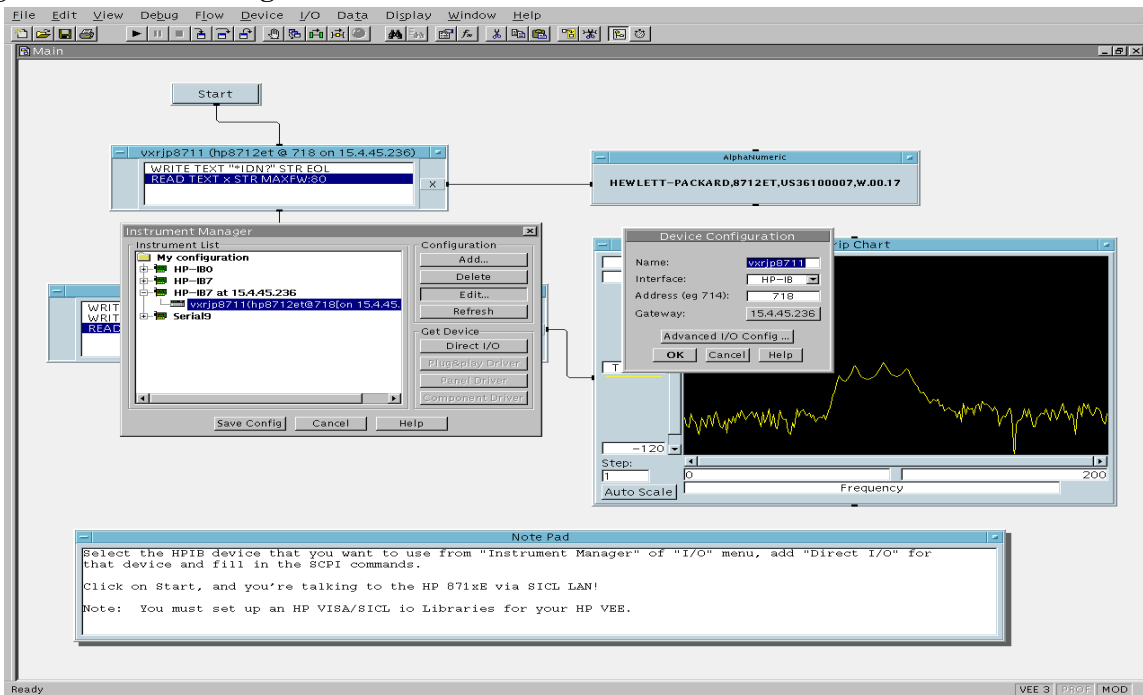 File Edit View Debug Flow Device I/O Data Display Window Help
Main
Start
vxrjp8711 (hp8712et @ 718 on 15.4.45.236)
WRITE TEXT "*IDN?" STR EOL
READ TEXT x STR MAXFW:80
X
AlphaNumeric
HEWLETT-PACKARD,8712ET,US36100007,W.00.17
Instrument Manager
Instrument List
My configuration
HP-IB0
HP-IB7
HP-IB7 at 15.4.45.236
vxrjp8711(hp8712et@718[on 15.4.45.
Serial9
Configuration
Add...
Delete
Edit...
Refresh
Get Device
Direct I/O
Plug&play Driver
Panel Driver
Component Driver
Save Config Cancel Help
WRIT
WRIT
READ
Device Configuration
Name: vxrjp8711
Interface: HP-IB
Address (eg 714): 718
Gateway: 15.4.45.236
Advanced I/O Config ...
OK Cancel Help
rip Chart
T
-120
Step:
1
0 200
Auto Scale
Frequency
Note Pad
Select the HPIB device that you want to use from "Instrument Manager" of "I/O" menu, add "Direct I/O" for
that device and fill in the SCPI commands.
Click on Start, and you're talking to the HP 871xE via SICL LAN!
Note: You must set up an HP VISA/SICL io Libraries for your HP VEE.
Ready
VEE 3 PROF MOD